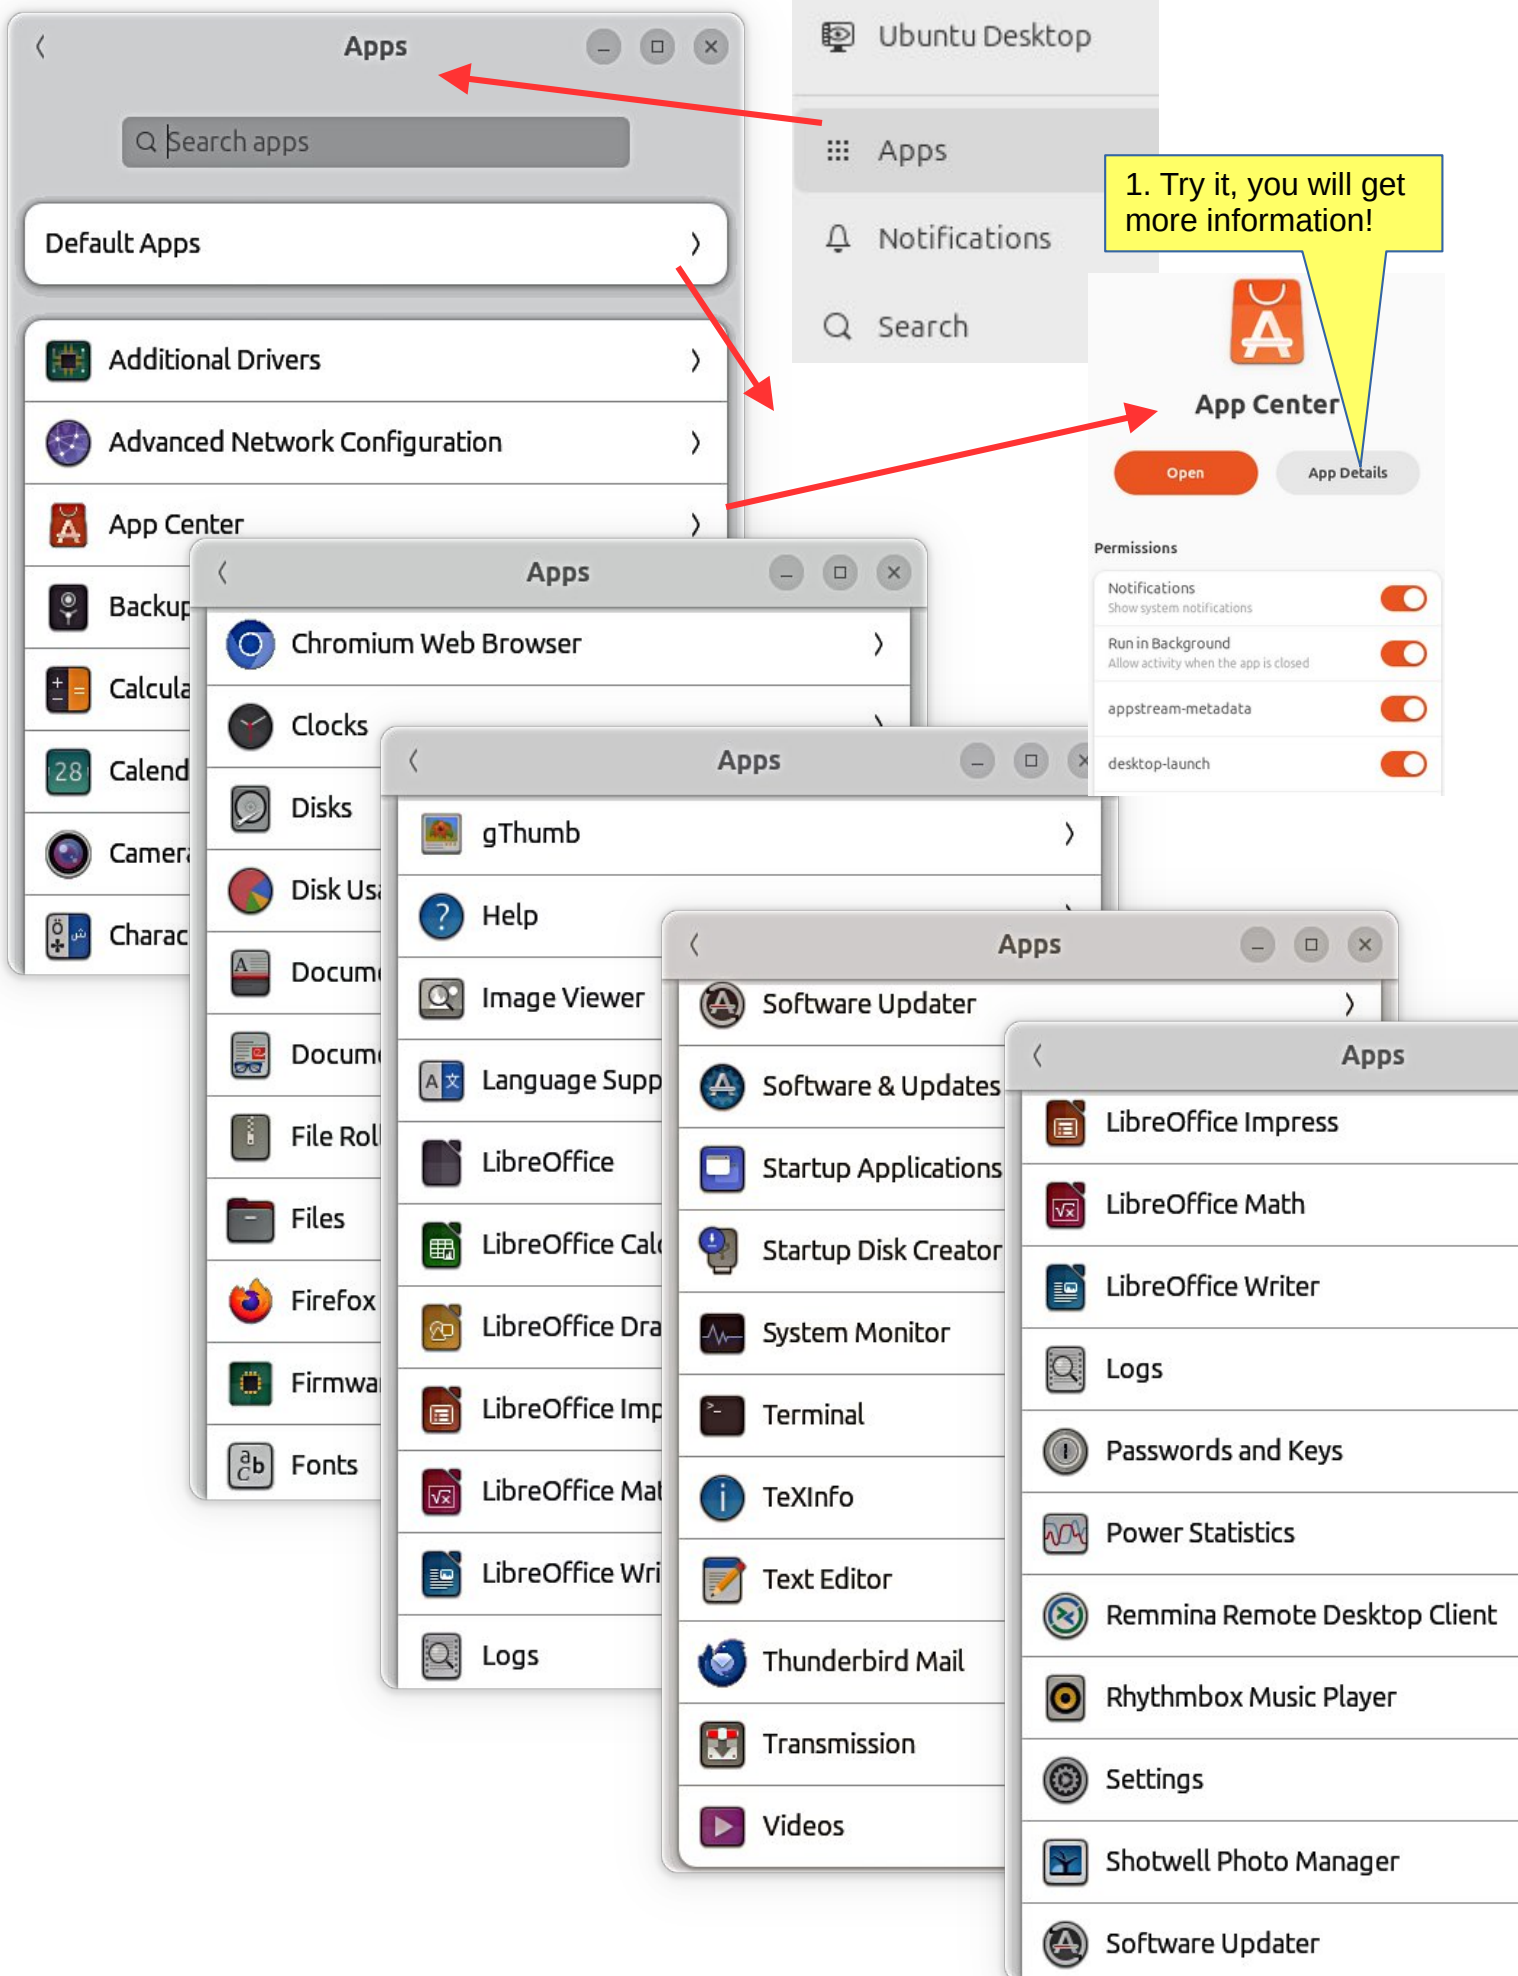 Apps
Search apps
Default Apps
Additional Drivers
Advanced Network Configuration
App Center
Backup
Calcula
Calend
Camer
Charac
Ubuntu Desktop
Apps
Notifications
Search
1. Try it, you will get
more information!
App Center
Open
App Details
Permissions
Notifications
Show system notifications
Run in Background
Allow activity when the app is closed
appstream-metadata
desktop-launch
Apps
Chromium Web Browser
Clocks
Disks
Disk Usa
Docum
Docum
File Roll
Files
Firefox
Firmwa
Fonts
Apps
gThumb
Help
Image Viewer
Language Supp
LibreOffice
LibreOffice Calc
LibreOffice Dra
LibreOffice Imp
LibreOffice Mat
LibreOffice Wri
Logs
Apps
Software Updater
Software & Updates
Startup Applications
Startup Disk Creator
System Monitor
Terminal
TeXInfo
Text Editor
Thunderbird Mail
Transmission
Videos
Apps
LibreOffice Impress
LibreOffice Math
LibreOffice Writer
Logs
Passwords and Keys
Power Statistics
Remmina Remote Desktop Client
Rhythmbox Music Player
Settings
Shotwell Photo Manager
Software Updater